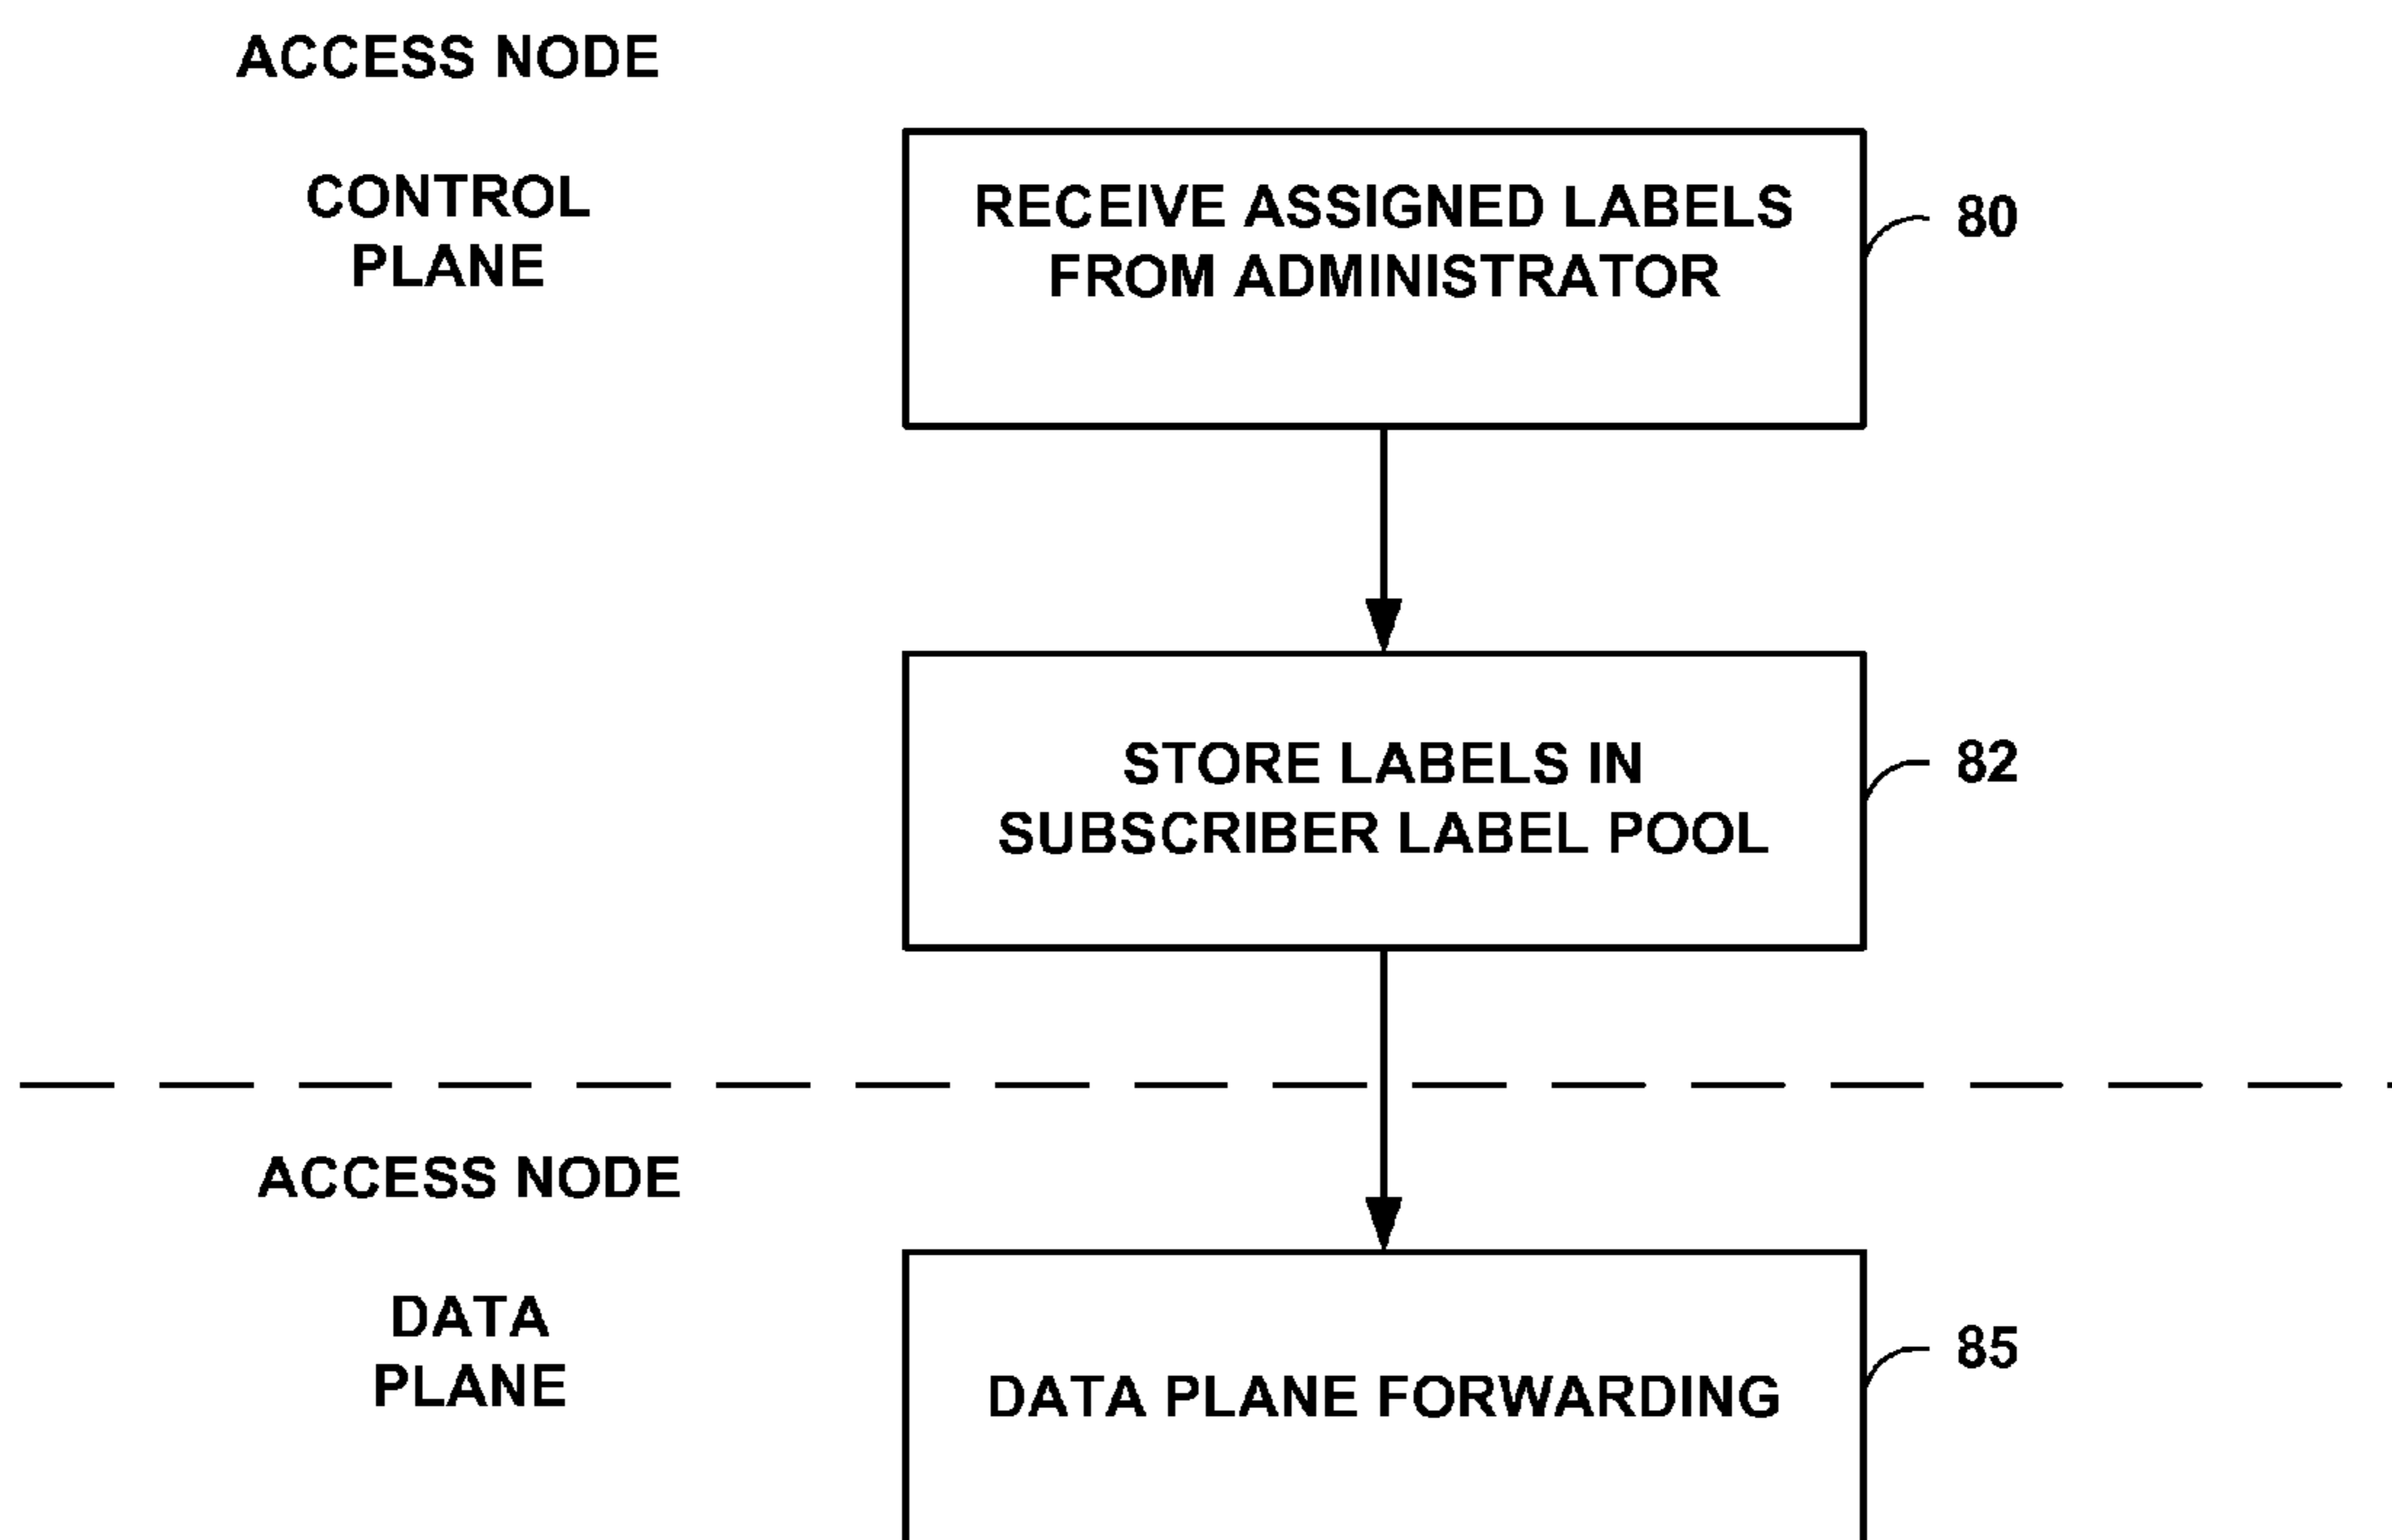 ACCESS NODE
CONTROL
PLANE
RECEIVE ASSIGNED LABELS
FROM ADMINISTRATOR
80
STORE LABELS IN
SUBSCRIBER LABEL POOL
82
ACCESS NODE
DATA
PLANE
DATA PLANE FORWARDING
85